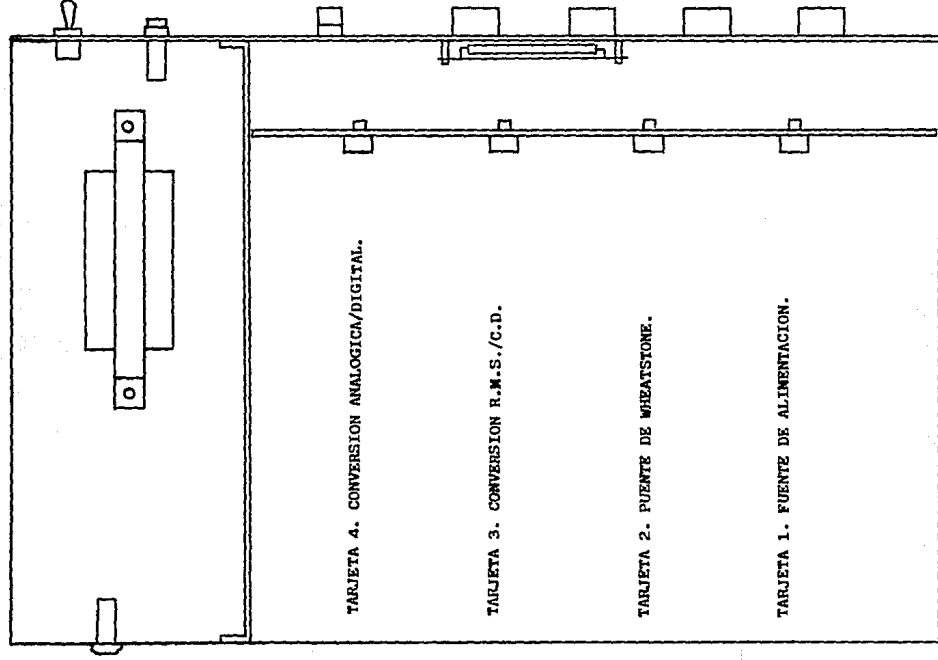 TARJETA 4. CONVERSION ANALOGICA/DIGITAL.
TARJETA 3. CONVERSION R.M.S./C.D.
TARJETA 2. PUENTE DE WHEATSTONE.
TARJETA 1. FUENTE DE ALIMENTACION.